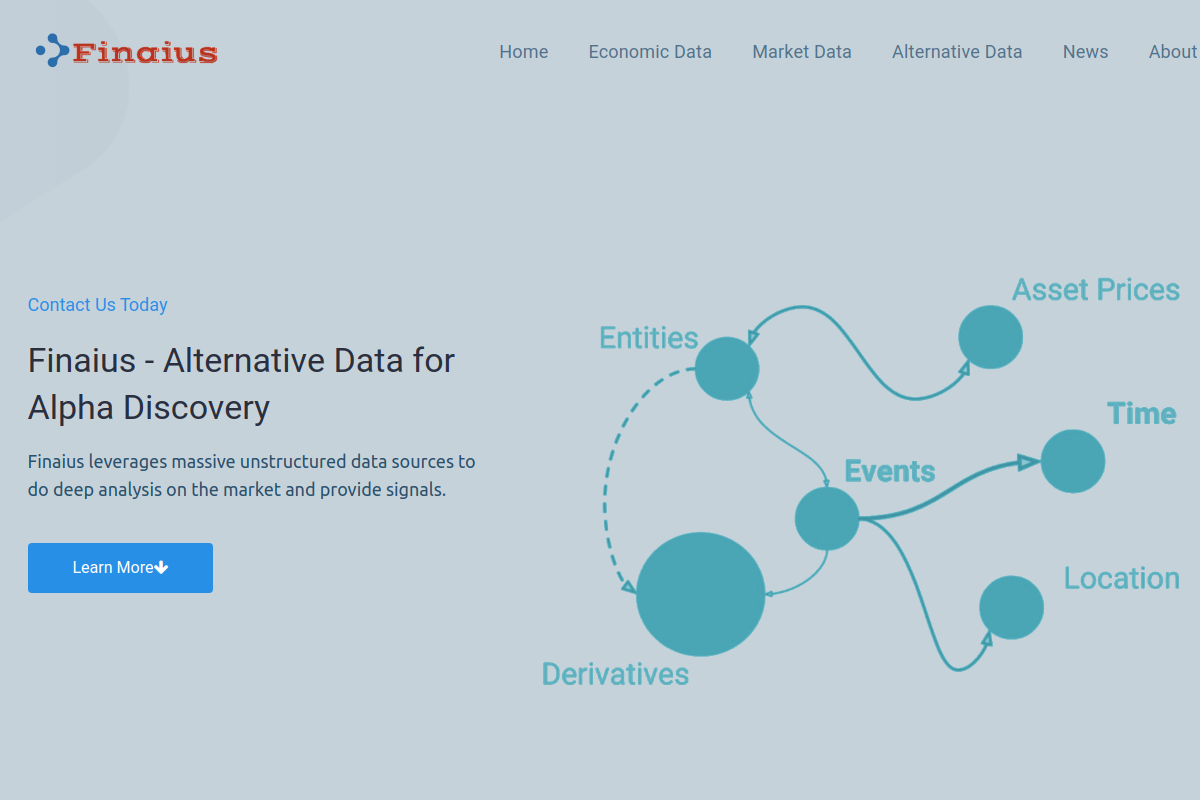 Finaius
Home Economic Data Market Data Alternative Data News About
Contact Us Today
Finaius - Alternative Data for
Alpha Discovery
Finaius leverages massive unstructured data sources to
do deep analysis on the market and provide signals.
Learn More
Asset Prices
Entities
Time
Events
Location
Derivatives